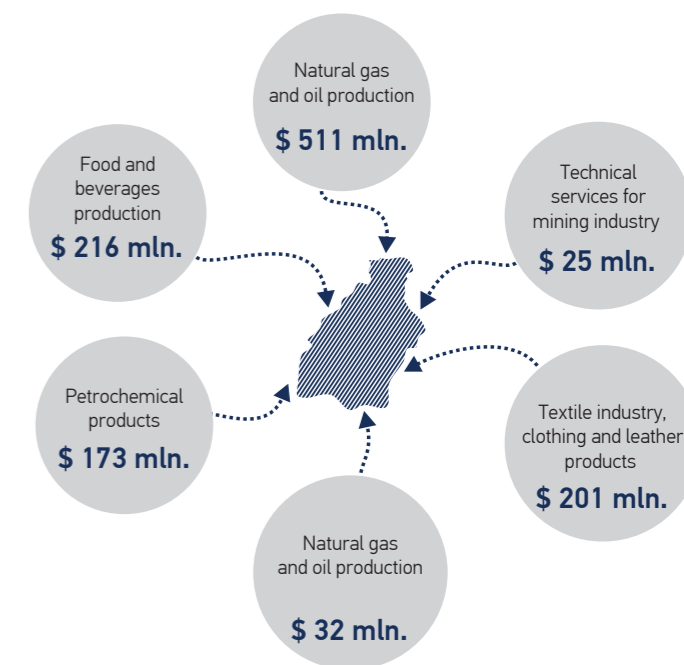 Natural gas
and oil production
$ 511 mln.
Food and
beverages
production
$ 216 mln.
Technical
services for
mining industry
$ 25 mln.
Petrochemical
products
$ 173 mln.
Textile industry,
clothing and leather
products
$ 201 mln.
Natural gas
and oil production
$ 32 mln.